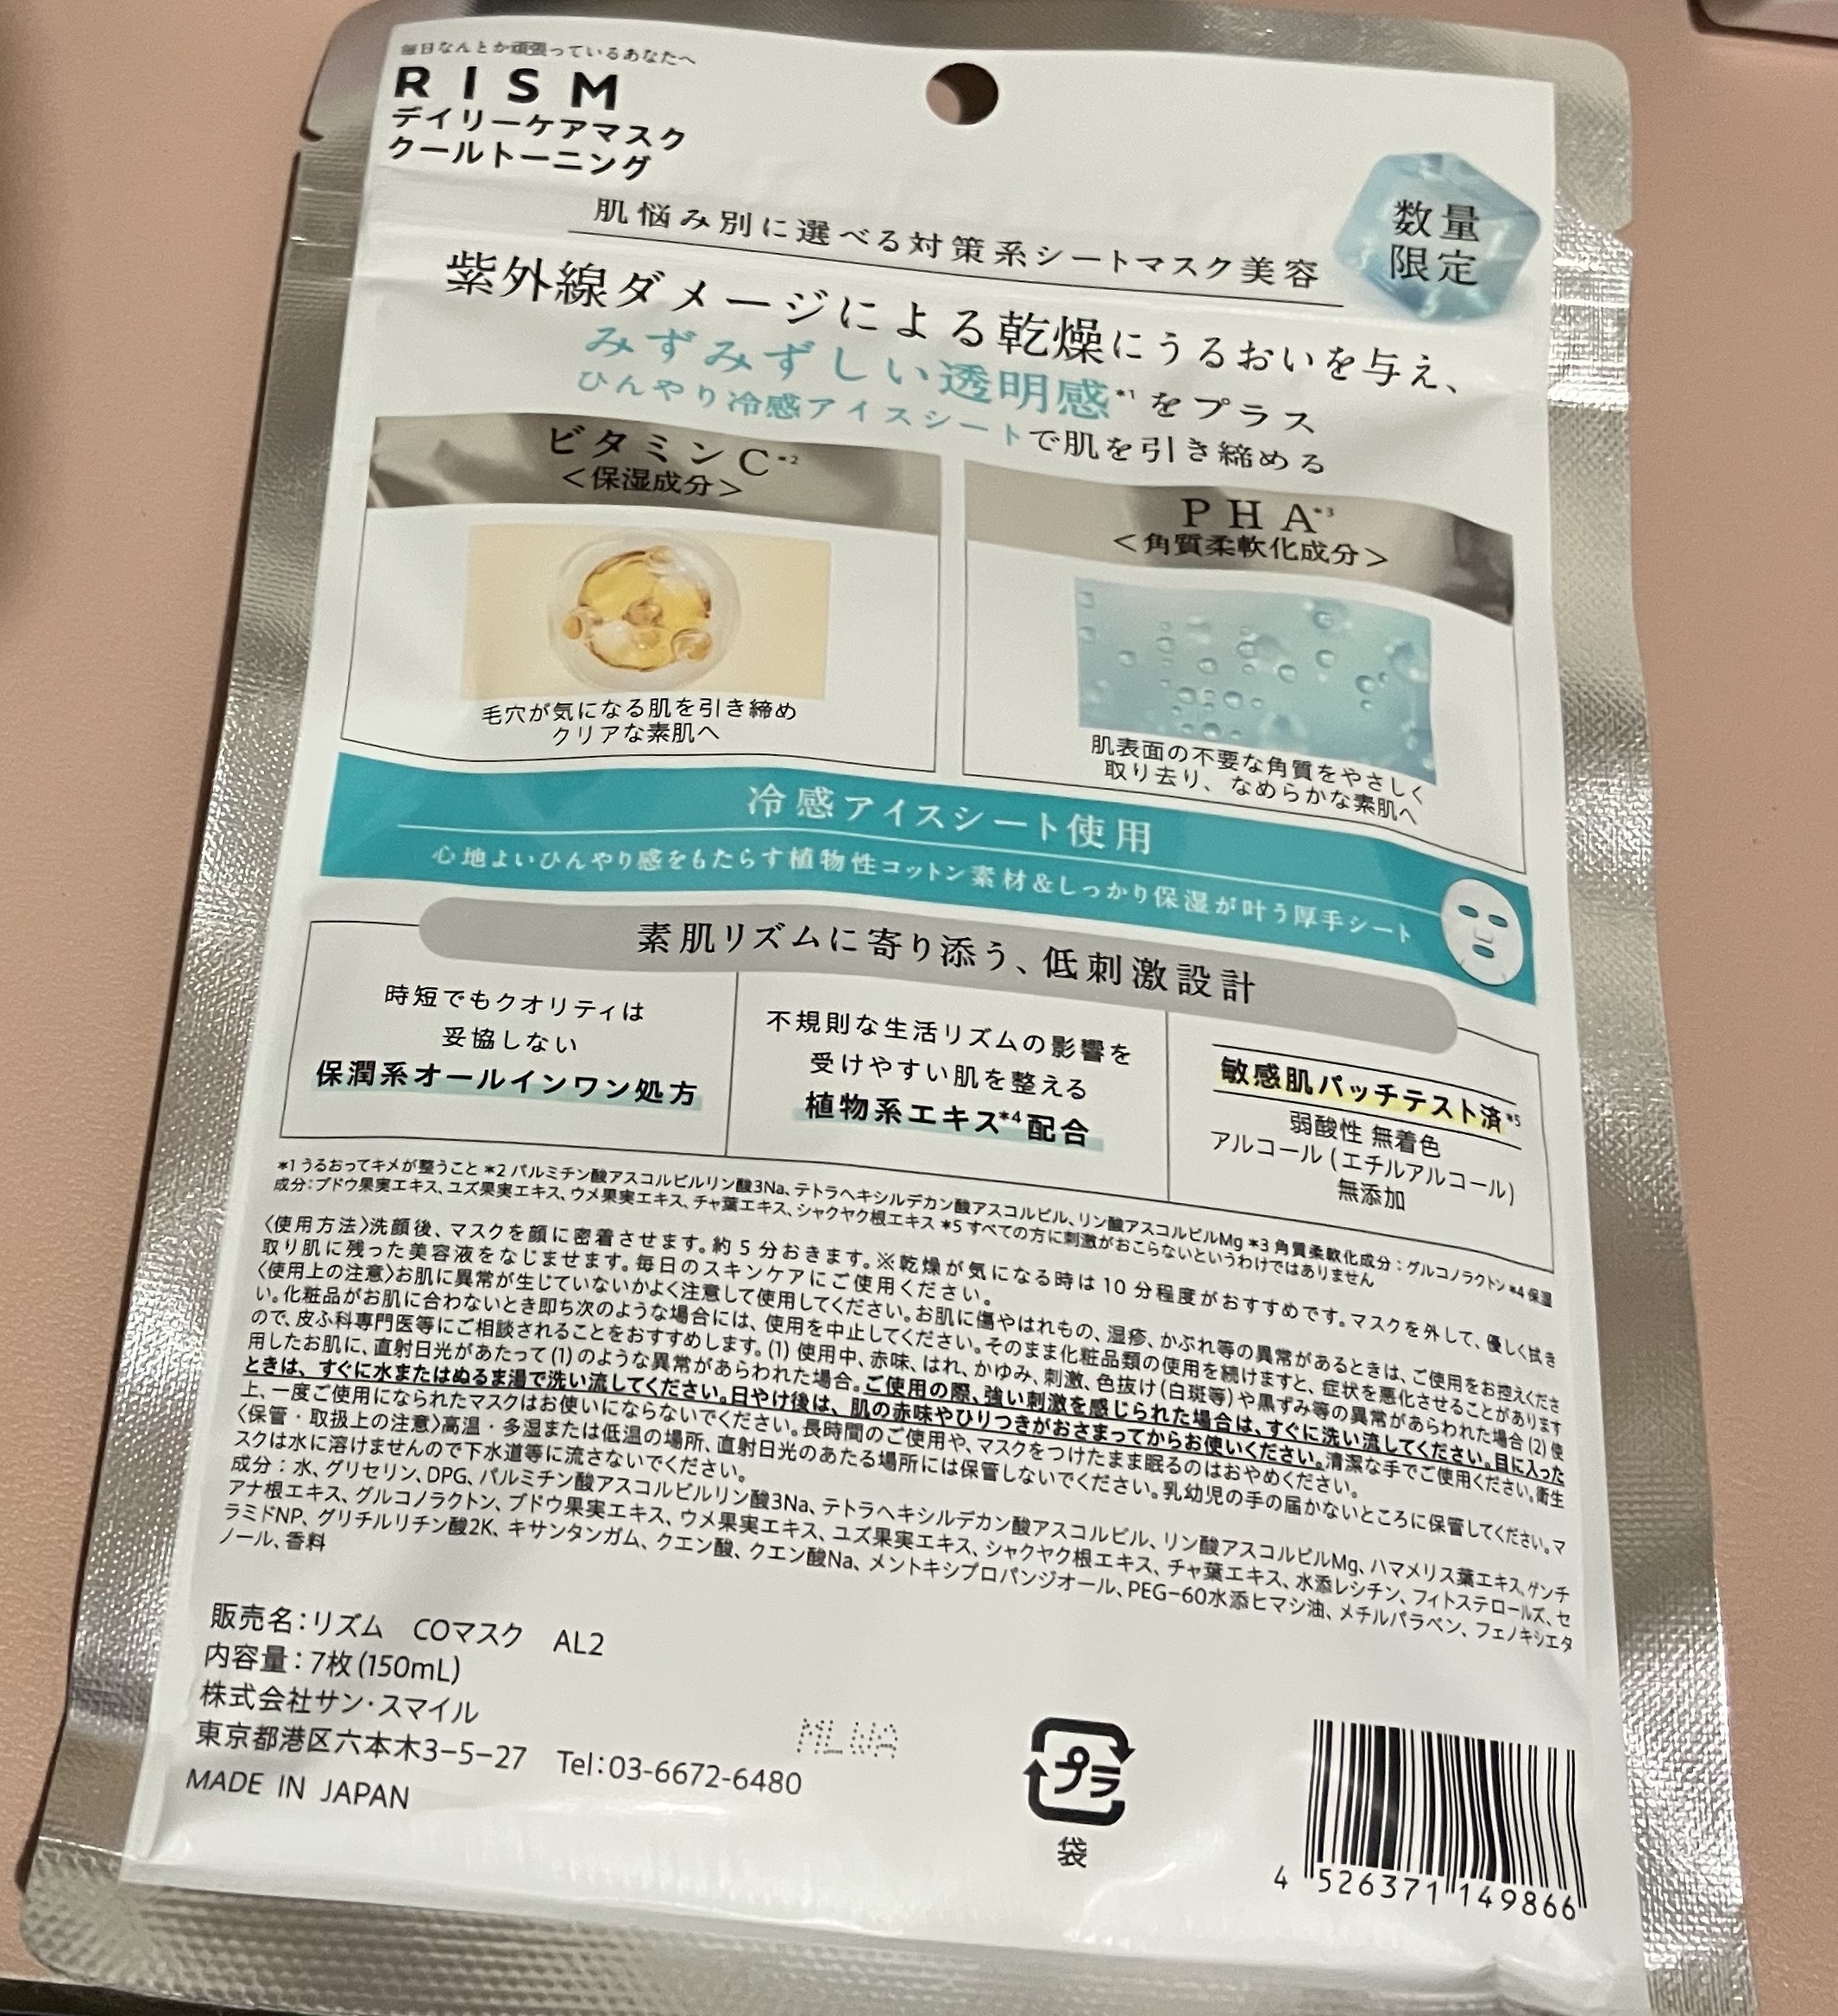 毎日なんとか頑張っているあなたへ
RISM
デイリーケアマスク
クールトーニング
数量
限定
肌悩み別に選べる対策系シートマスク美容
紫外線ダメージによる乾燥にうるおいを与え、
みずみずしい透明感*1をプラス
ひんやり冷感アイスシートで肌を引き締める
ビタミンC*2
＜保湿成分＞
毛穴が気になる肌を引き締め
クリアな素肌へ
PHA*3
＜角質柔軟化成分＞
肌表面の不要な角質をやさしく
取り去り、なめらかな素肌へ
冷感アイスシート使用
心地よいひんやり感をもたらす植物性コットン素材&しっかり保湿が叶う厚手シート
素肌リズムに寄り添う、低刺激設計
時短でもクオリティは
妥協しない
保潤系オールインワン処方
不規則な生活リズムの影響を
受けやすい肌を整える
植物系エキス*4配合
敏感肌パッチテスト済*5
弱酸性 無着色
アルコール(エチルアルコール)
無添加
*1 うるおってキメが整うこと *2 パルミチン酸アスコルビルリン酸3Na、テトラヘキシルデカン酸アスコルビル、リン酸アスコルビルMg *3 角質柔軟化成分：グルコノラクトン *4 保湿
成分：ブドウ果実エキス、ユズ果実エキス、ウメ果実エキス、チャ葉エキス、シャクヤク根エキス *5 すべての方に刺激がおこらないというわけではありません
〈使用方法〉洗顔後、マスクを顔に密着させます。約5分おきます。※乾燥が気になる時は10分程度がおすすめです。マスクを外して、優しく拭き
取り肌に残った美容液をなじませます。毎日のスキンケアにご使用ください。
〈使用上の注意〉お肌に異常が生じていないかよく注意して使用してください。お肌に傷やはれもの、湿疹、かぶれ等の異常があるときは、ご使用をお控えくださ
い。化粧品がお肌に合わないとき即ち次のような場合には、使用を中止してください。そのまま化粧品類の使用を続けますと、症状を悪化させることがあります
ので、皮ふ科専門医等にご相談されることをおすすめします。(1) 使用中、赤味、はれ、かゆみ、刺激、色抜け(白斑等)や黒ずみ等の異常があらわれた場合 (2) 使
用したお肌に、直射日光があたって(1)のような異常があらわれた場合。ご使用の際、強い刺激を感じられた場合は、すぐに洗い流してください。目に入った
ときは、すぐに水またはぬるま湯で洗い流してください。日やけ後は、肌の赤味やひりつきがおさまってからお使いください。清潔な手でご使用ください。衛生
上、一度ご使用になられたマスクはお使いにならないでください。長時間のご使用や、マスクをつけたまま眠るのはおやめください。
〈保管・取扱上の注意〉高温・多湿または低温の場所、直射日光のあたる場所には保管しないでください。乳幼児の手の届かないところに保管してください。マ
スクは水に溶けませんので下水道等に流さないでください。
成分：水、グリセリン、DPG、パルミチン酸アスコルビルリン酸3Na、テトラヘキシルデカン酸アスコルビル、リン酸アスコルビルMg、ハマメリス葉エキス、ゲンチ
アナ根エキス、グルコノラクトン、ブドウ果実エキス、ウメ果実エキス、ユズ果実エキス、シャクヤク根エキス、チャ葉エキス、水添レシチン、フィトステロールズ、セ
ラミドNP、グリチルリチン酸2K、キサンタンガム、クエン酸、クエン酸Na、メントキシプロパンジオール、PEG-60水添ヒマシ油、メチルパラベン、フェノキシエタ
ノール、香料
販売名：リズム COマスク AL2
内容量：7枚(150mL)
株式会社サン・スマイル
東京都港区六本木3-5-27 Tel：03-6672-6480
MADE IN JAPAN
プラ
袋
4 526371 149866